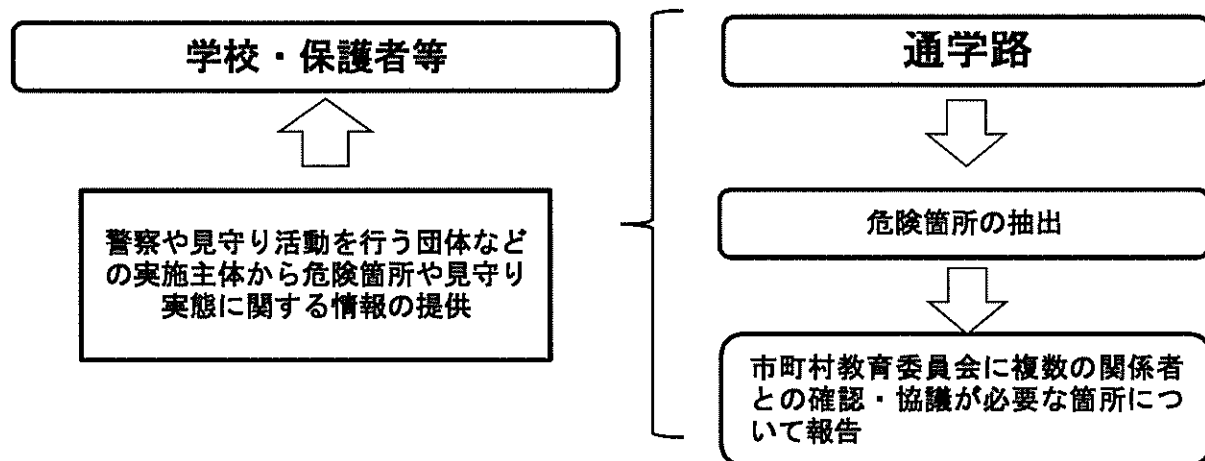 学校・保護者等
警察や見守り活動を行う団体など
の実施主体から危険箇所や見守り
実態に関する情報の提供
通学路
危険箇所の抽出
市町村教育委員会に複数の関係者
との確認・協議が必要な箇所につ
いて報告